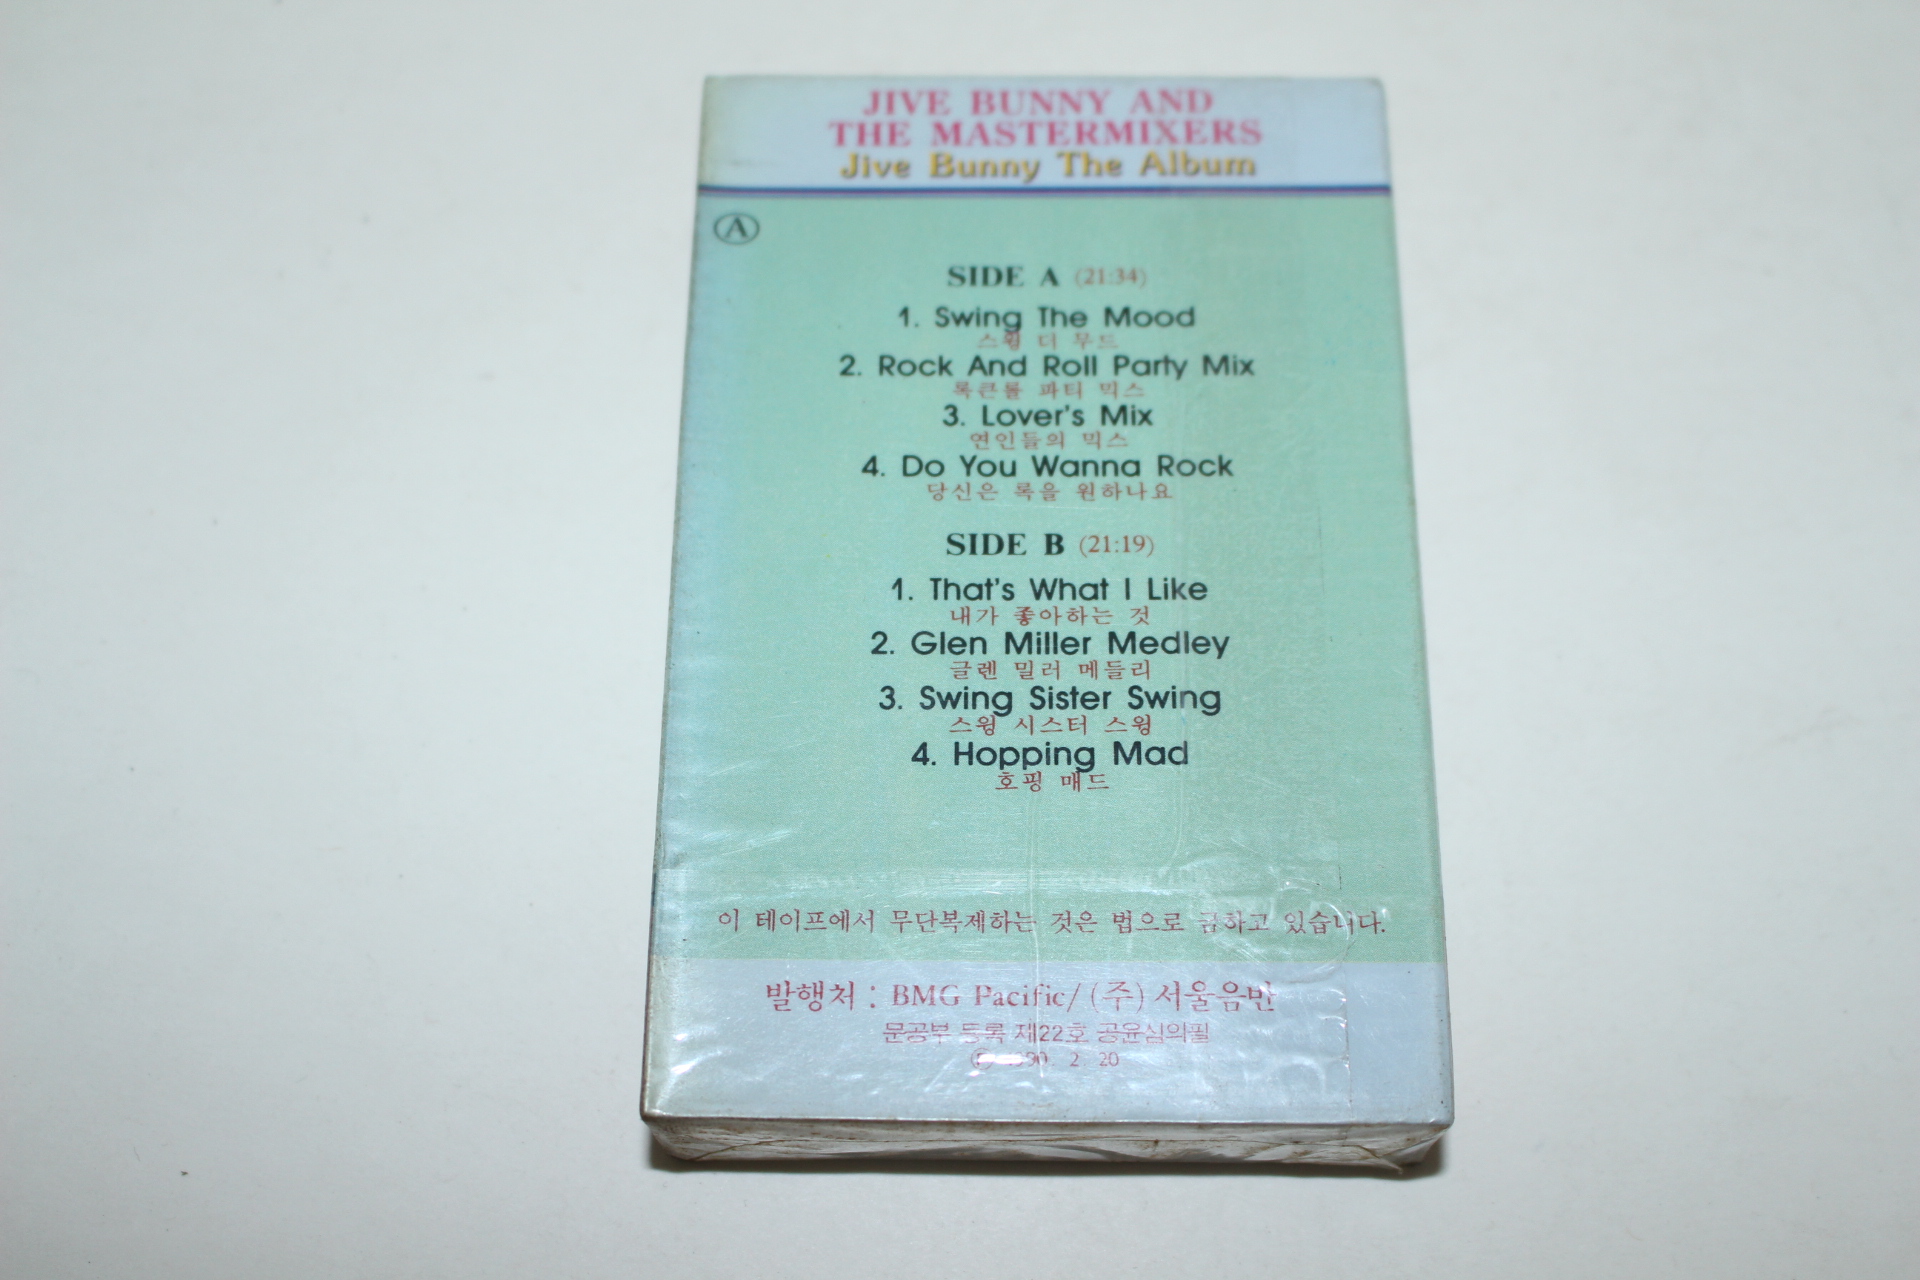 JIVE BUNNY AND
THE MASTERMIXERS
Jive Bunny The Album
A
SIDE A (21:34)
1. Swing The Mood
스윙 더 무드
2. Rock And Roll Party Mix
록큰롤 파티 믹스
3. Lover's Mix
연인들의 믹스
4. Do You Wanna Rock
당신은 록을 원하나요
SIDE B (21:19)
1. That's What I Like
내가 좋아하는 것
2. Glen Miller Medley
글렌 밀러 메들리
3. Swing Sister Swing
스윙 시스터 스윙
4. Hopping Mad
호핑 매드
이 테이프에서 무단복제하는 것은 법으로 금하고 있습니다.
발행처 : BMG Pacific/ (주) 서울음반
문공부 등록 제22호 공윤심의필
Ⓟ 1990. 2. 20